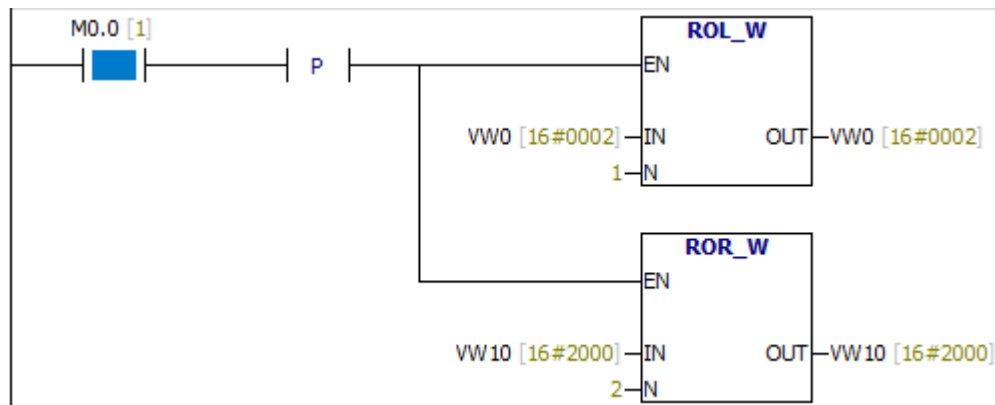 M0.0 [1]
ROL_W
P
EN
VW0 [16#0002] IN OUT VW0 [16#0002]
1 N
ROR_W
EN
VW10 [16#2000] IN OUT VW10 [16#2000]
2 N